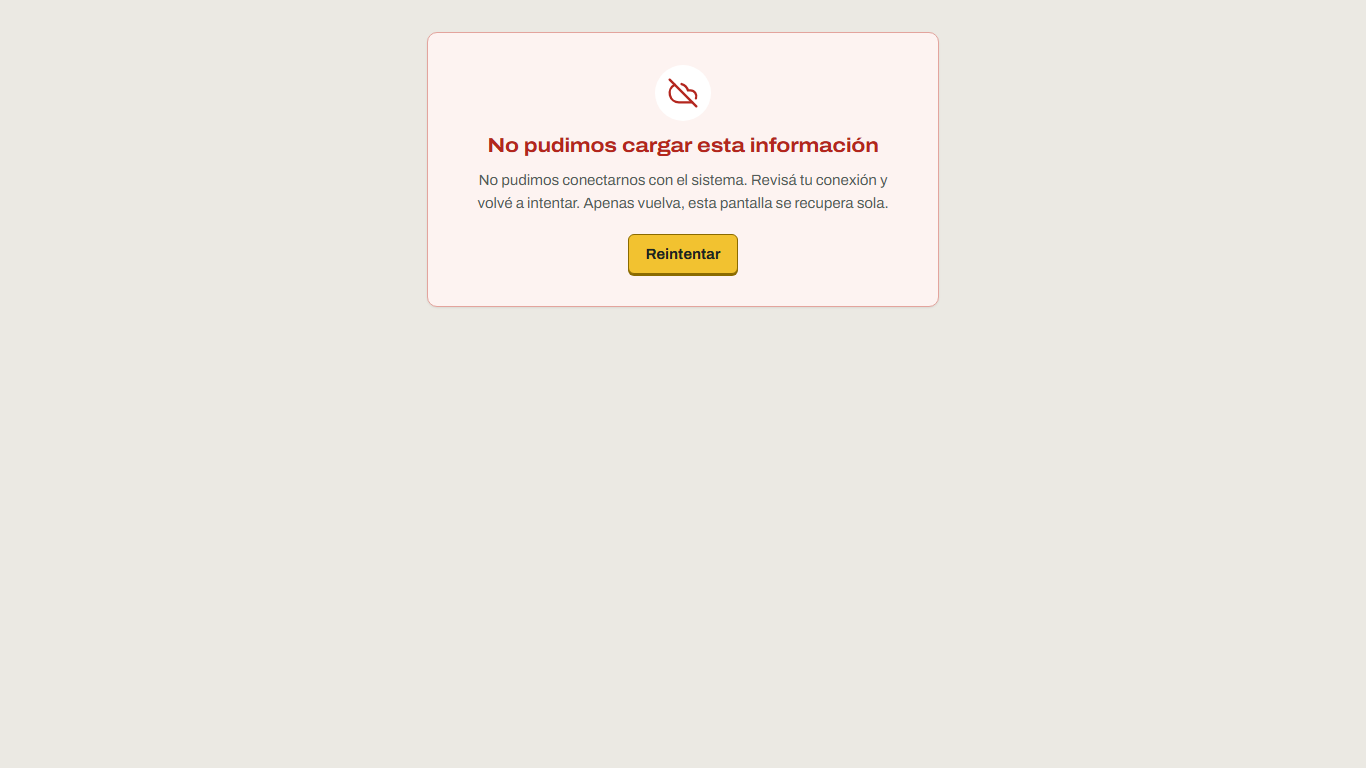 No pudimos cargar esta información
No pudimos conectarnos con el sistema. Revisá tu conexión y
volvé a intentar. Apenas vuelva, esta pantalla se recupera sola.
Reintentar